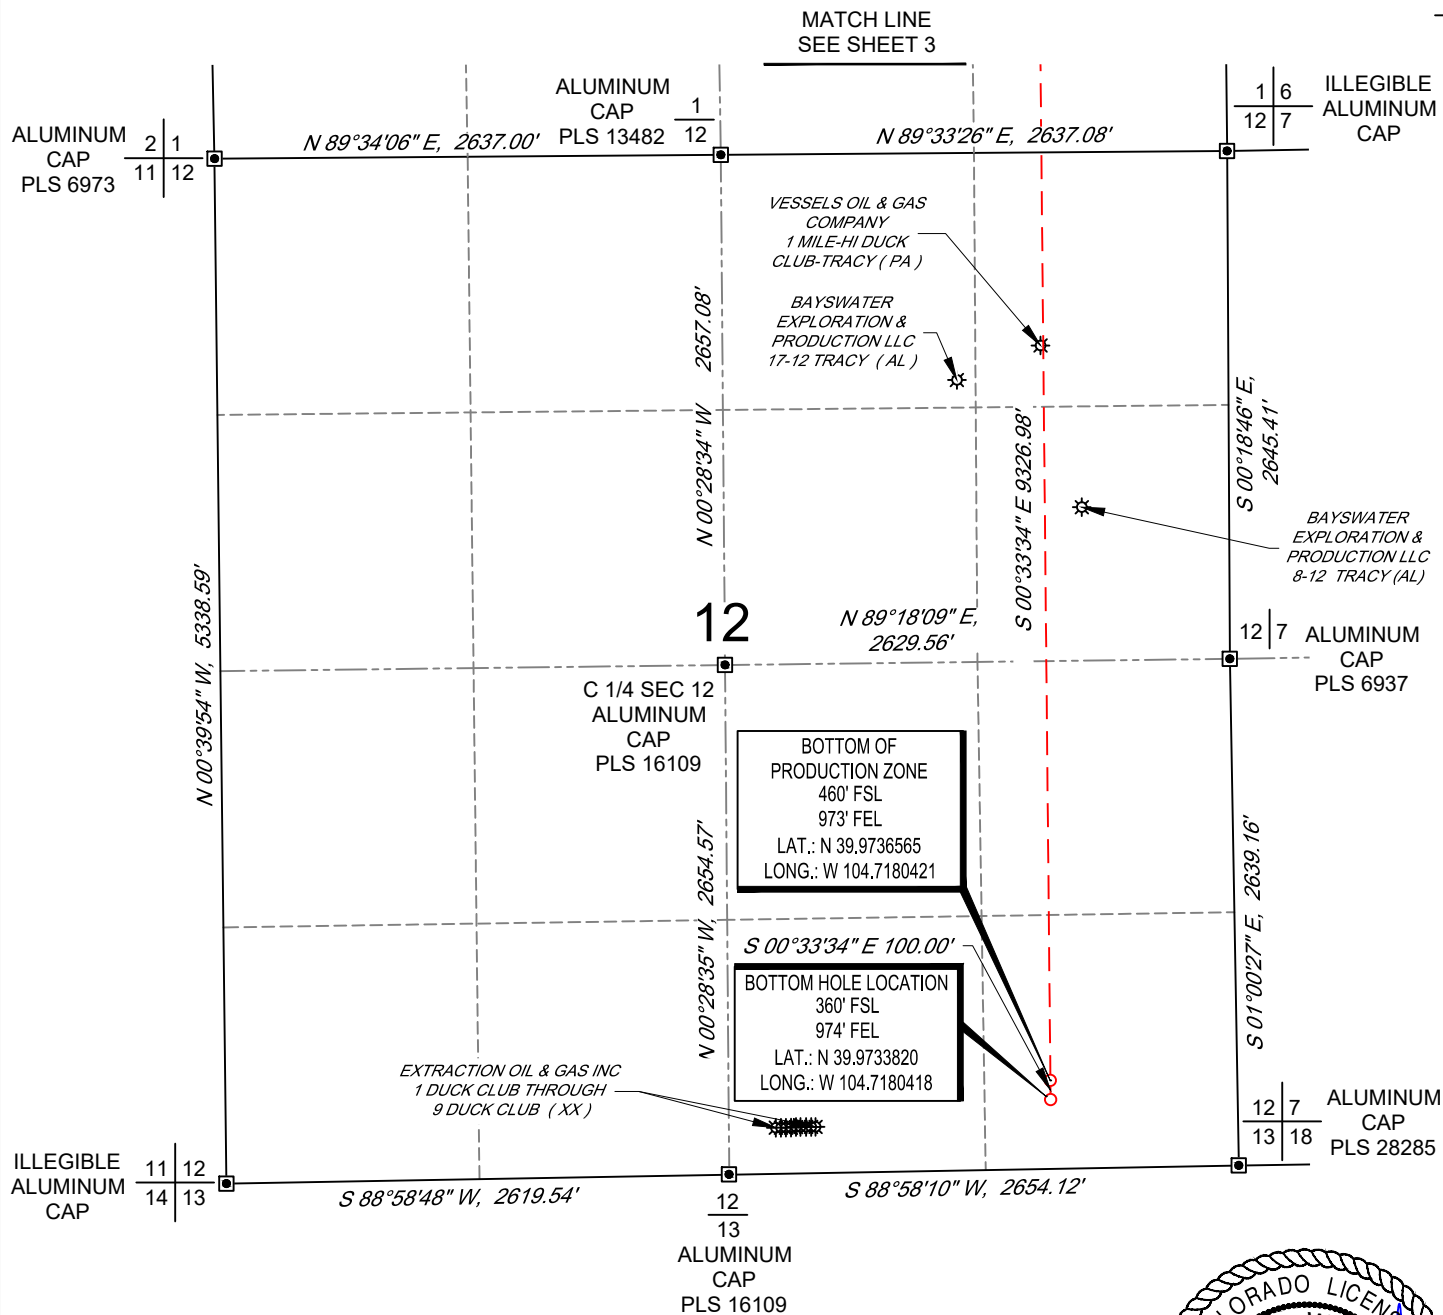 MATCH LINE
SEE SHEET 3
ALUMINUM
CAP
PLS 6973
2 1
11 12
N 89°34'06" E, 2637.00'
ALUMINUM
CAP
PLS 13482
1
12
N 89°33'26" E, 2637.08'
1 6
12 7
ILLEGIBLE
ALUMINUM
CAP
VESSELS OIL & GAS
COMPANY
1 MILE-HI DUCK
CLUB-TRACY ( PA )
BAYSWATER
EXPLORATION &
PRODUCTION LLC
17-12 TRACY ( AL )
N 00°28'34" W 2657.08'
S 00°33'34" E 9326.98'
S 00°18'46" E,
2645.41'
BAYSWATER
EXPLORATION &
PRODUCTION LLC
8-12 TRACY (AL)
N 00°39'54" W, 5338.59'
12
N 89°18'09" E,
2629.56'
12 7
ALUMINUM
CAP
PLS 6937
C 1/4 SEC 12
ALUMINUM
CAP
PLS 16109
BOTTOM OF
PRODUCTION ZONE
460' FSL
973' FEL
LAT.: N 39.9736565
LONG.: W 104.7180421
N 00°28'35" W, 2654.57'
S 01°00'27" E, 2639.16'
S 00°33'34" E 100.00'
BOTTOM HOLE LOCATION
360' FSL
974' FEL
LAT.: N 39.9733820
LONG.: W 104.7180418
EXTRACTION OIL & GAS INC
1 DUCK CLUB THROUGH
9 DUCK CLUB ( XX )
12 7
13 18
ALUMINUM
CAP
PLS 28285
ILLEGIBLE
ALUMINUM
CAP
11 12
14 13
S 88°58'48" W, 2619.54'
S 88°58'10" W, 2654.12'
12
13
ALUMINUM
CAP
PLS 16109
ORADO LICEN